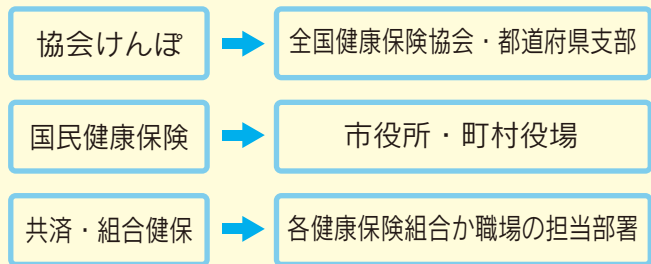 協会けんぽ
全国健康保険協会・都道府県支部
国民健康保険
市役所・町村役場
共済・組合健保
各健康保険組合か職場の担当部署